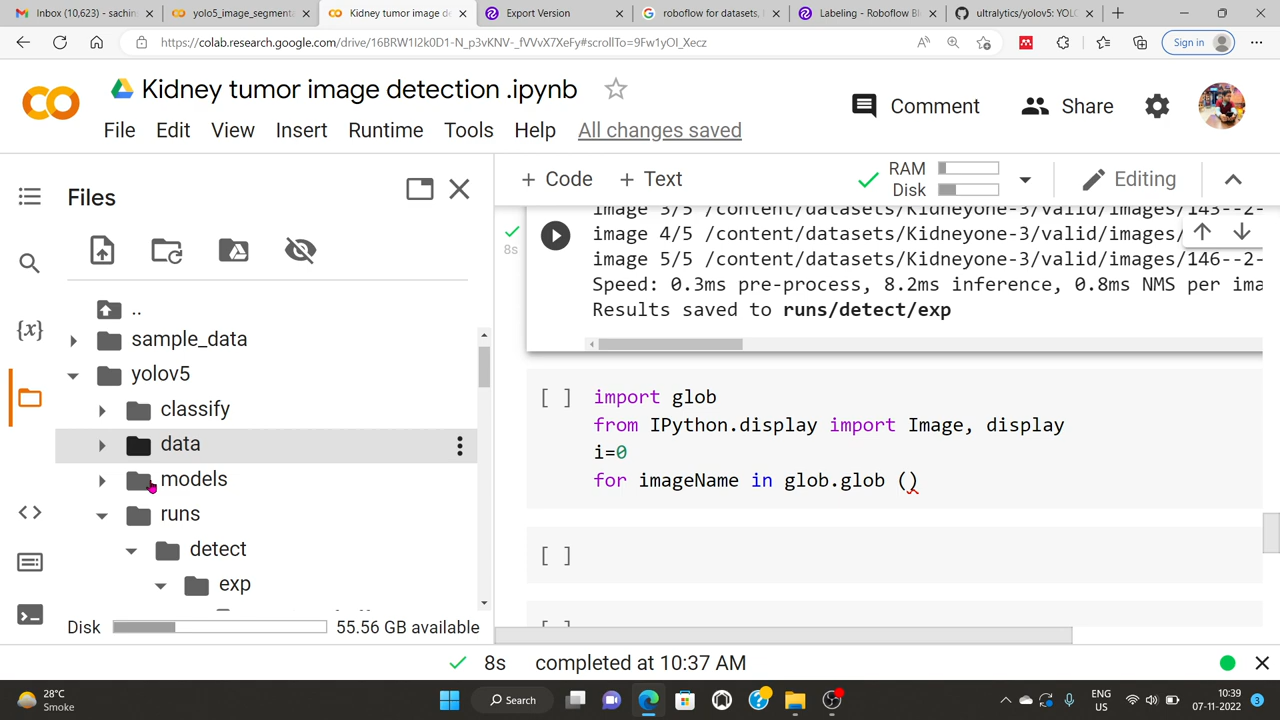 Inbox (10,623) - sachin
yolo5_image_segment
Kidney tumor image de
Export Version
roboflow for datasets, l
Labeling - Roboflow Bl
ultralytics/yolov5: YOLO
https://colab.research.google.com/drive/16BRW1I2k0D1-N_p3vKNV-_fVVvX7XeFy#scrollTo=9Fw1yOI_Xecz
Sign in
Kidney tumor image detection .ipynb
File Edit View Insert Runtime Tools Help All changes saved
Comment
Share
Files
+ Code + Text
RAM
Disk
Editing
..
sample_data
yolov5
classify
data
models
runs
detect
exp
Disk 55.56 GB available
8s
image 3/5 /content/datasets/Kidneyone-3/valid/images/143--2-
image 4/5 /content/datasets/Kidneyone-3/valid/images/
image 5/5 /content/datasets/Kidneyone-3/valid/images/146--2-
Speed: 0.3ms pre-process, 8.2ms inference, 0.8ms NMS per ima
Results saved to runs/detect/exp
[ ] import glob
from IPython.display import Image, display
i=0
for imageName in glob.glob ()
[ ]
[ ]
8s completed at 10:37 AM
28°C
Smoke
Search
ENG
US
10:39
07-11-2022
3